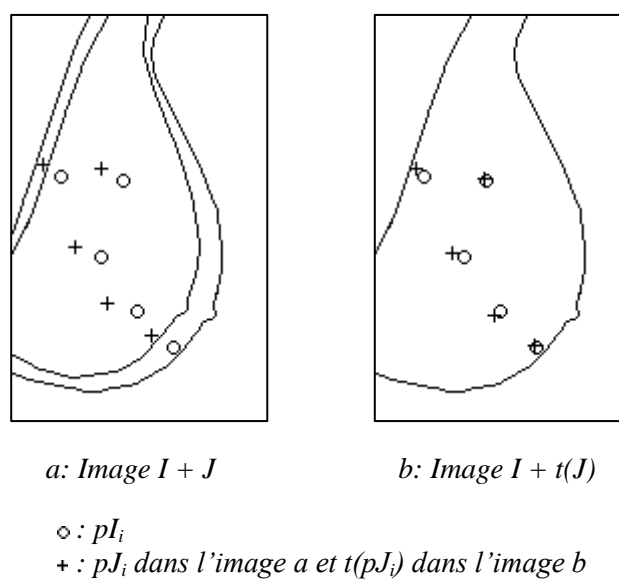 a: Image I + J
b: Image I + t(J)
o : pIi
+ : pJi dans l'image a et t(pJi) dans l'image b